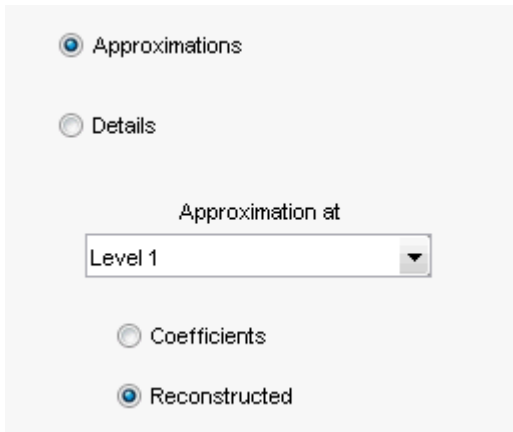 Approximations
Details
Approximation at
Level 1
Coefficients
Reconstructed